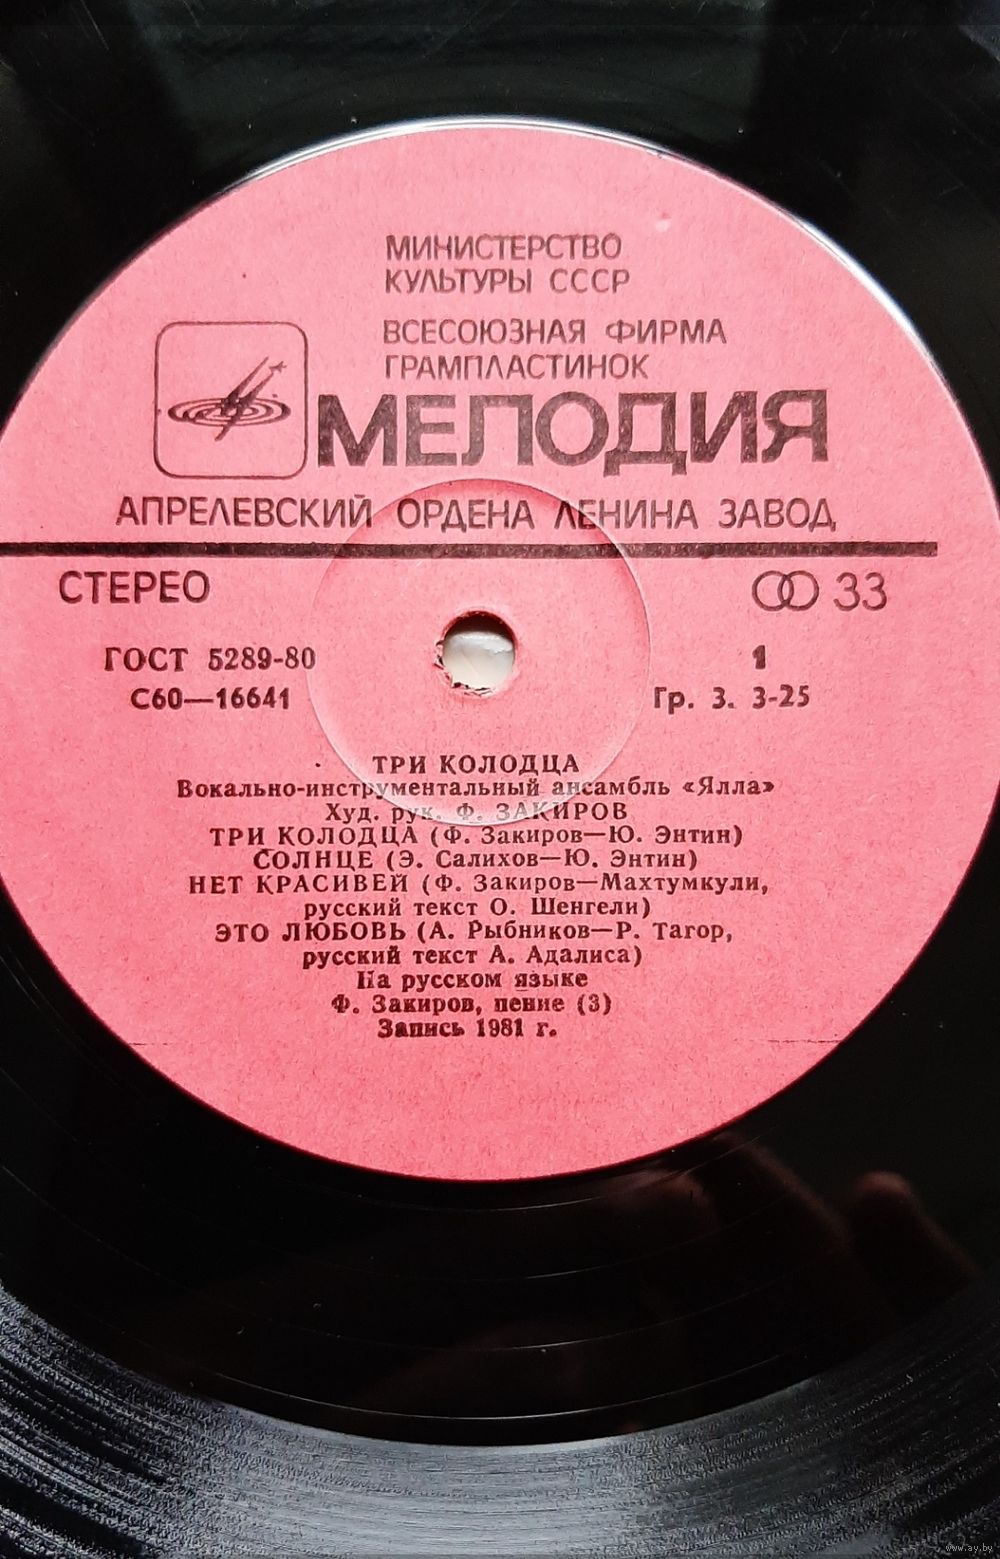 МИНИСТЕРСТВО
КУЛЬТУРЫ СССР
ВСЕСОЮЗНАЯ ФИРМА
ГРАМПЛАСТИНОК
МЕЛОДИЯ
АПРЕЛЕВСКИЙ ОРДЕНА ЛЕНИНА ЗАВОД
СТЕРЕО 33
ГОСТ 5289-80 1
С60—16641 Гр. 3. 3-25
ТРИ КОЛОДЦА
Вокально-инструментальный ансамбль «Ялла»
Худ. рук. Ф. ЗАКИРОВ
ТРИ КОЛОДЦА (Ф. Закиров—Ю. Энтин)
СОЛНЦЕ (Э. Салихов—Ю. Энтин)
НЕТ КРАСИВЕЙ (Ф. Закиров—Махтумкули,
русский текст О. Шенгели)
ЭТО ЛЮБОВЬ (А. Рыбников—Р. Тагор,
русский текст А. Адалиса)
На русском языке
Ф. Закиров, пение (3)
Запись 1981 г.
www.ay.by